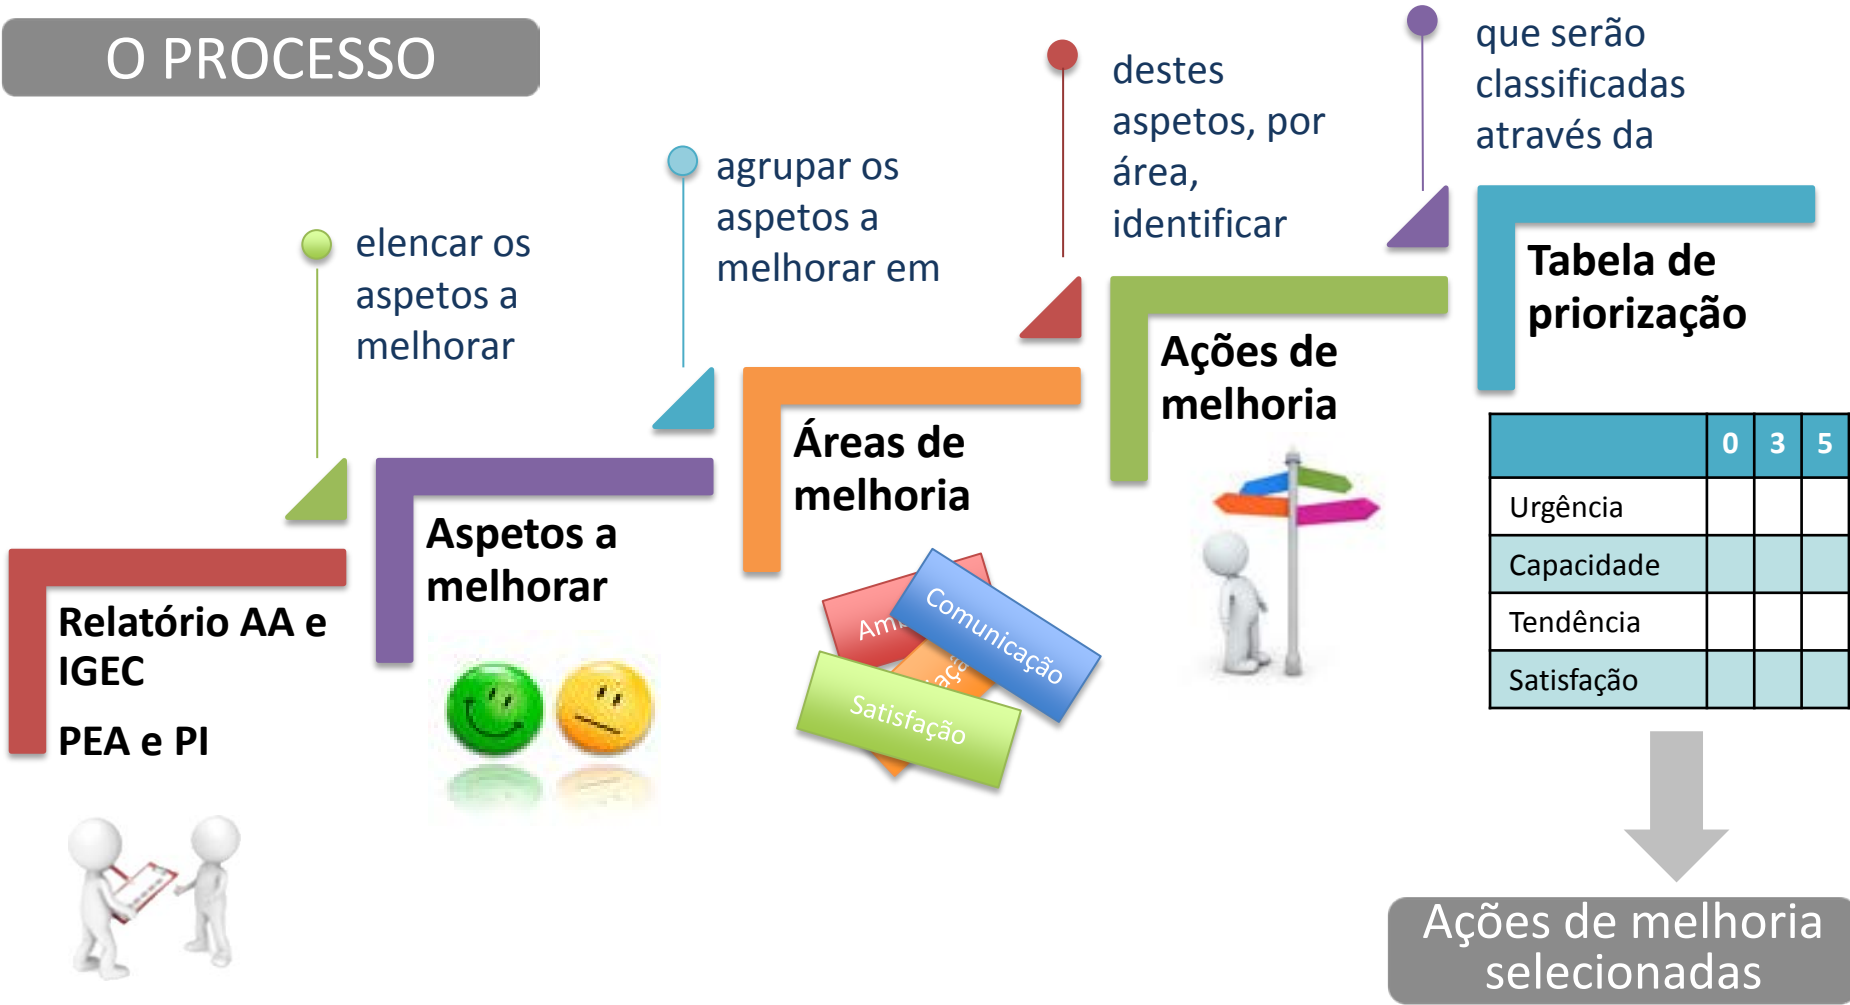 O PROCESSO
Relatório AA e
IGEC
PEA e PI
elencar os
aspetos a
melhorar
Aspetos a
melhorar
agrupar os
aspetos a
melhorar em
Áreas de
melhoria
Comunicação
Satisfação
destes
aspetos, por
área,
identificar
Ações de
melhoria
que serão
classificadas
através da
Tabela de
priorização
0 3 5
Urgência
Capacidade
Tendência
Satisfação
Ações de melhoria
selecionadas